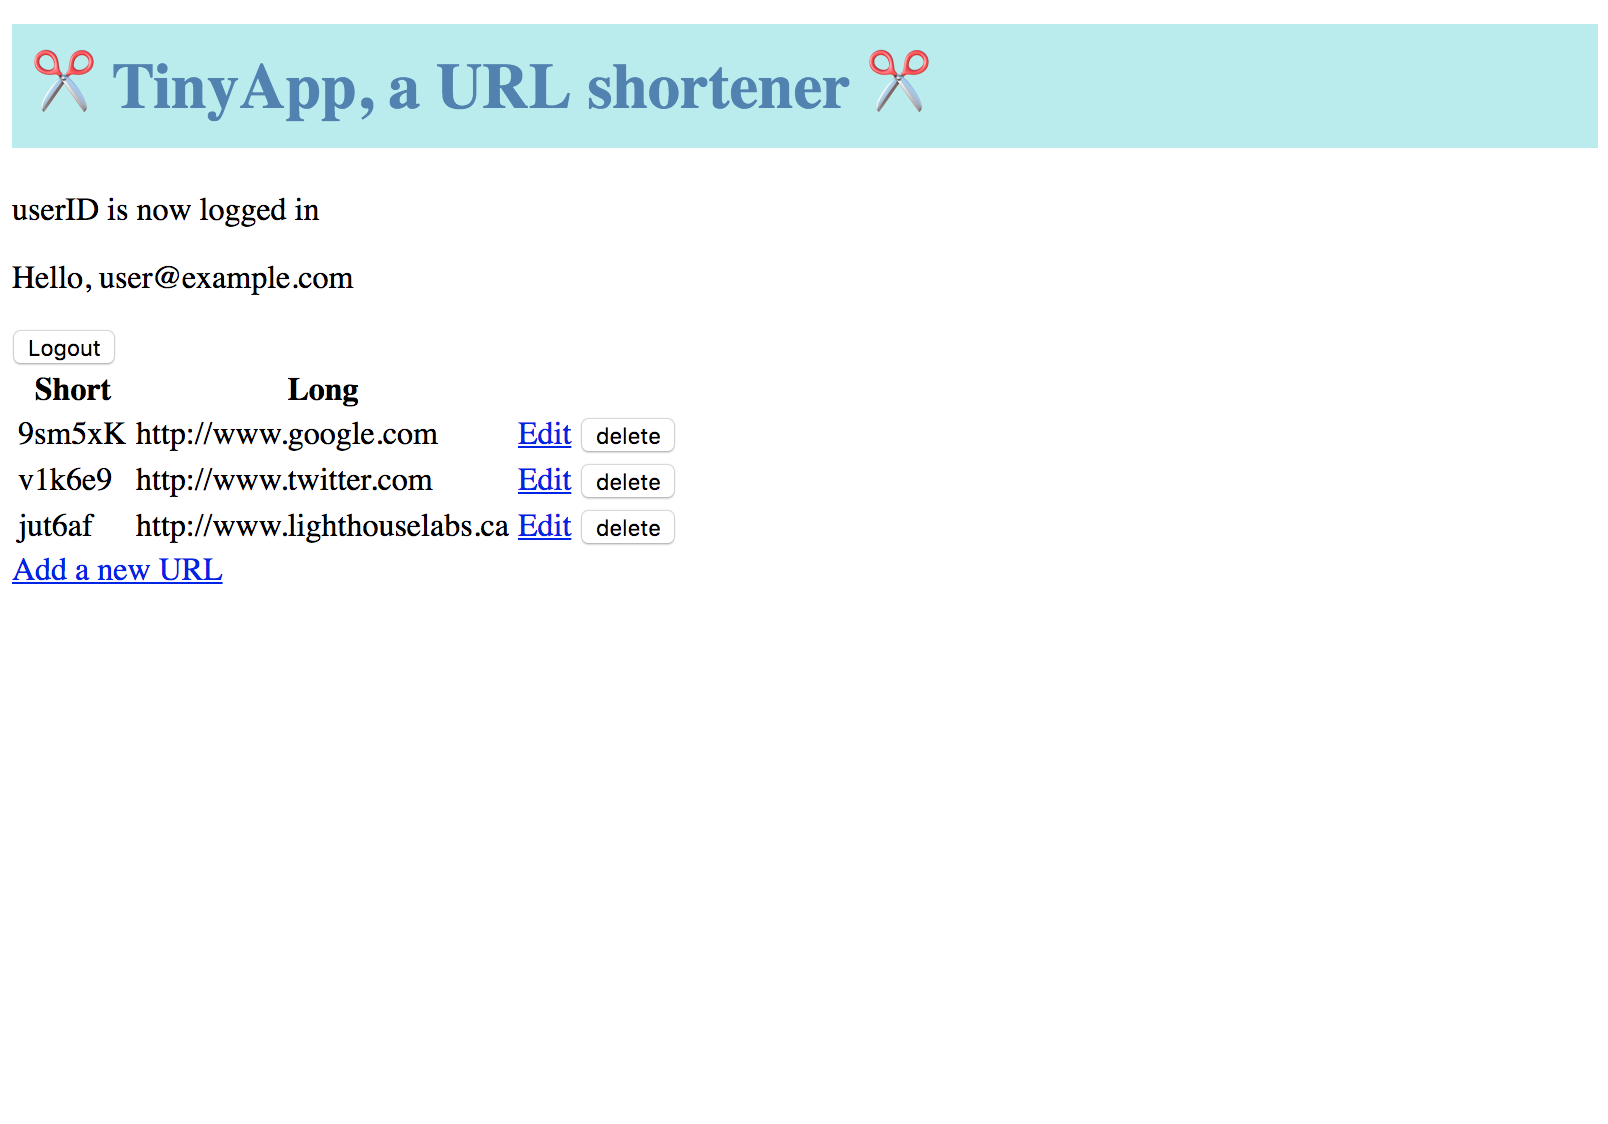 ✂️ TinyApp, a URL shortener ✂️
userID is now logged in
Hello, user@example.com
Logout
Short Long
9sm5xK http://www.google.com Edit delete
v1k6e9 http://www.twitter.com Edit delete
jut6af http://www.lighthouselabs.ca Edit delete
Add a new URL